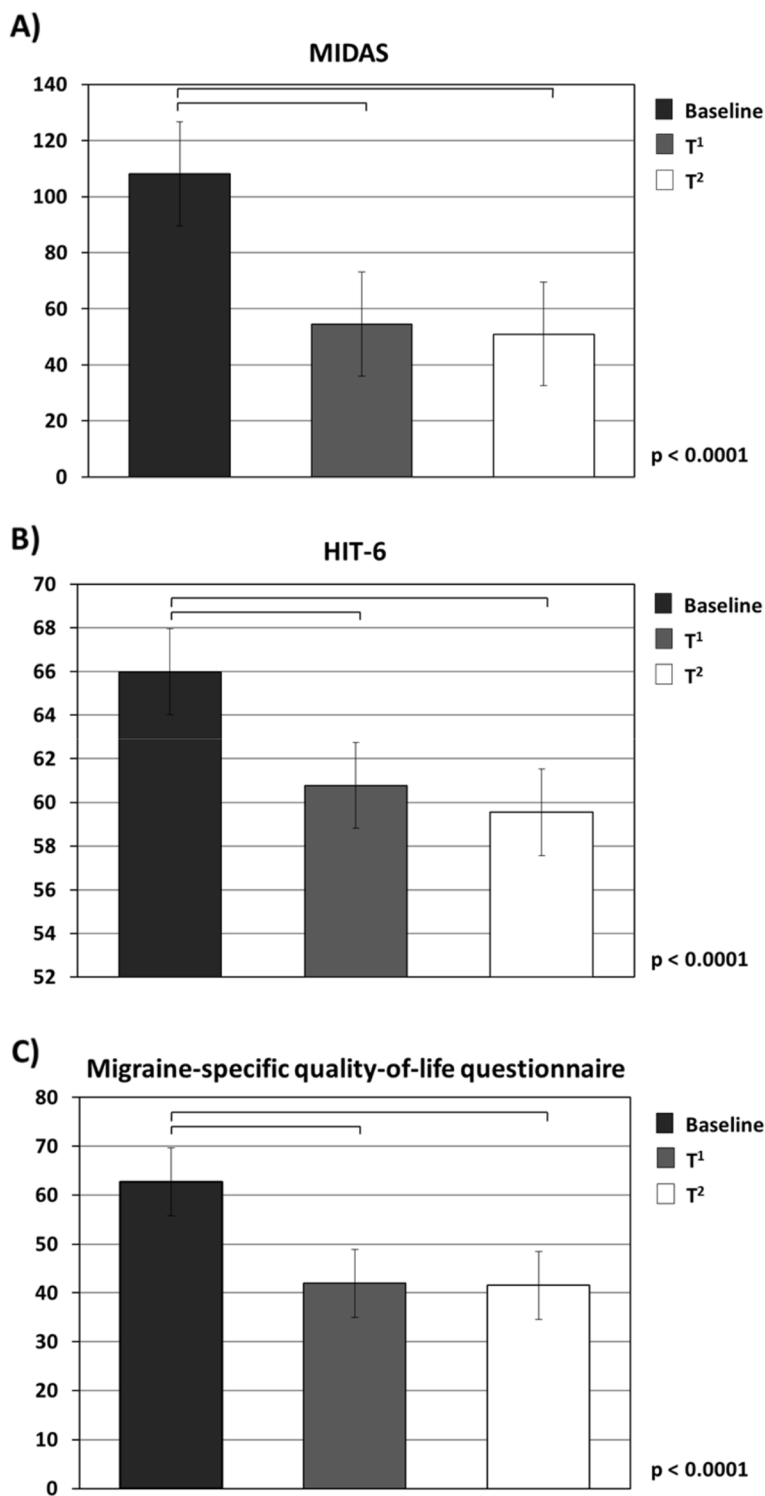 A)
MIDAS
140
120
100
80
60
40
20
0
Baseline
T¹
T²
p < 0.0001
B)
HIT-6
70
68
66
64
62
60
58
56
54
52
Baseline
T¹
T²
p < 0.0001
C)
Migraine-specific quality-of-life questionnaire
80
70
60
50
40
30
20
10
0
Baseline
T¹
T²
p < 0.0001